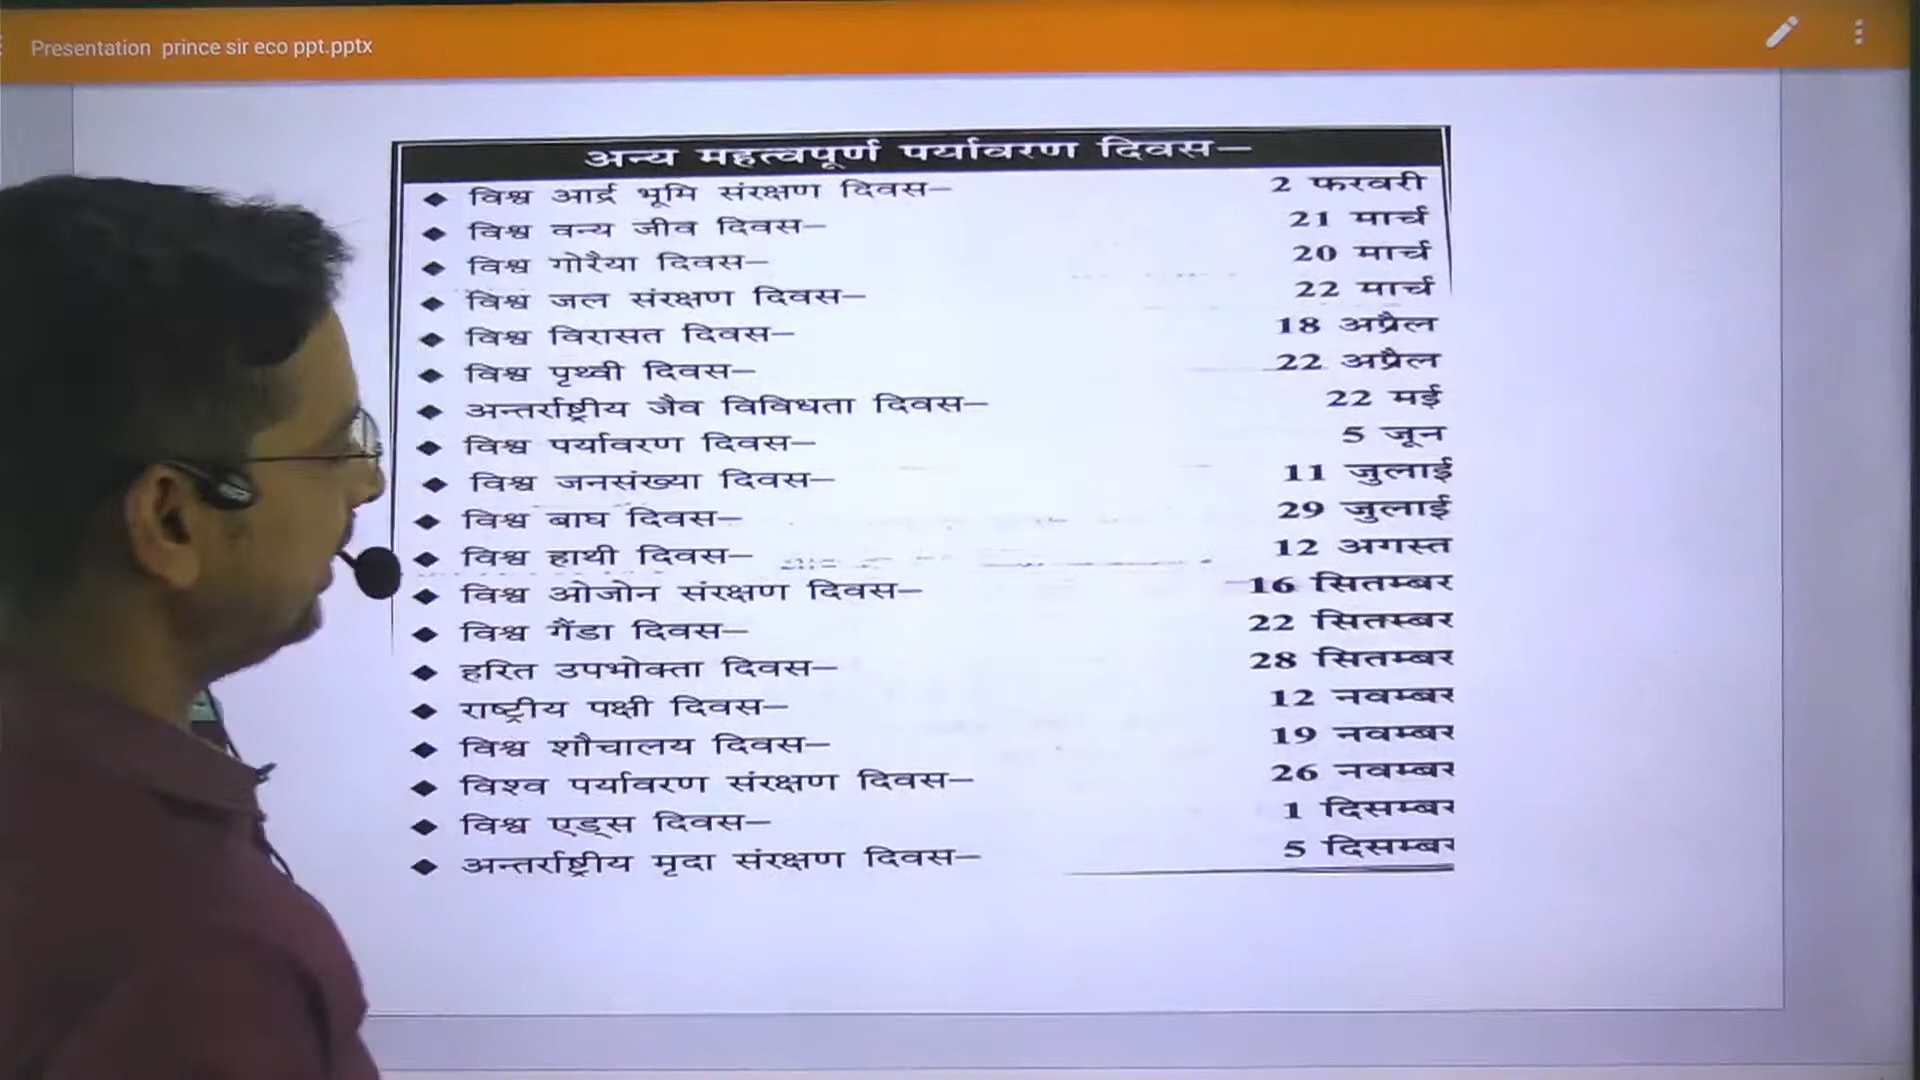 Presentation prince sir eco ppt.pptx
अन्य महत्वपूर्ण पर्यावरण दिवस–
◆ विश्व आर्द्र भूमि संरक्षण दिवस– 2 फरवरी
◆ विश्व वन्य जीव दिवस– 21 मार्च
◆ विश्व गोरैया दिवस– 20 मार्च
◆ विश्व जल संरक्षण दिवस– 22 मार्च
◆ विश्व विरासत दिवस– 18 अप्रैल
◆ विश्व पृथ्वी दिवस– 22 अप्रैल
◆ अन्तर्राष्ट्रीय जैव विविधता दिवस– 22 मई
◆ विश्व पर्यावरण दिवस– 5 जून
◆ विश्व जनसंख्या दिवस– 11 जुलाई
◆ विश्व बाघ दिवस– 29 जुलाई
◆ विश्व हाथी दिवस– 12 अगस्त
◆ विश्व ओजोन संरक्षण दिवस– 16 सितम्बर
◆ विश्व गैंडा दिवस– 22 सितम्बर
◆ हरित उपभोक्ता दिवस– 28 सितम्बर
◆ राष्ट्रीय पक्षी दिवस– 12 नवम्बर
◆ विश्व शौचालय दिवस– 19 नवम्बर
◆ विश्व पर्यावरण संरक्षण दिवस– 26 नवम्बर
◆ विश्व एड्स दिवस– 1 दिसम्बर
◆ अन्तर्राष्ट्रीय मृदा संरक्षण दिवस– 5 दिसम्बर